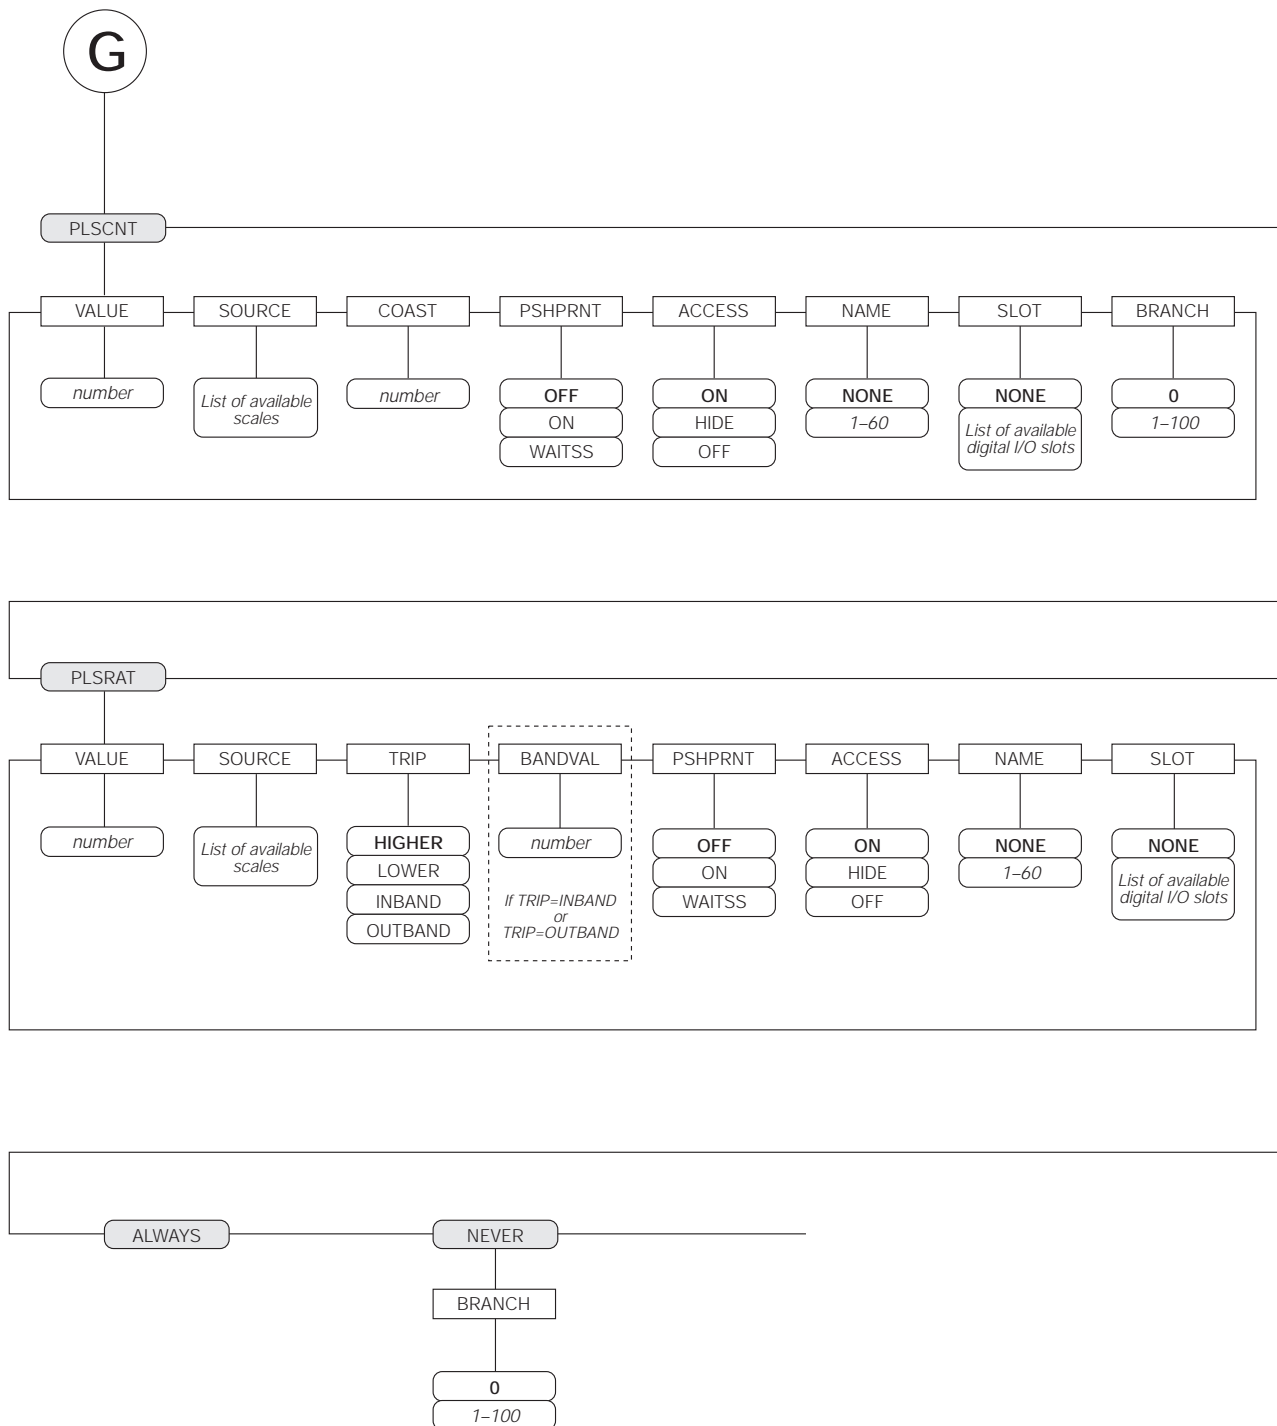 G
PLSCNT
VALUE
SOURCE
COAST
PSHPRNT
ACCESS
NAME
SLOT
BRANCH
number
List of available
scales
number
OFF
ON
WAITSS
ON
HIDE
OFF
NONE
1–60
NONE
List of available
digital I/O slots
0
1–100
PLSRAT
VALUE
SOURCE
TRIP
BANDVAL
PSHPRNT
ACCESS
NAME
SLOT
number
List of available
scales
HIGHER
LOWER
INBAND
OUTBAND
number
If TRIP=INBAND
or
TRIP=OUTBAND
OFF
ON
WAITSS
ON
HIDE
OFF
NONE
1–60
NONE
List of available
digital I/O slots
ALWAYS
NEVER
BRANCH
0
1–100